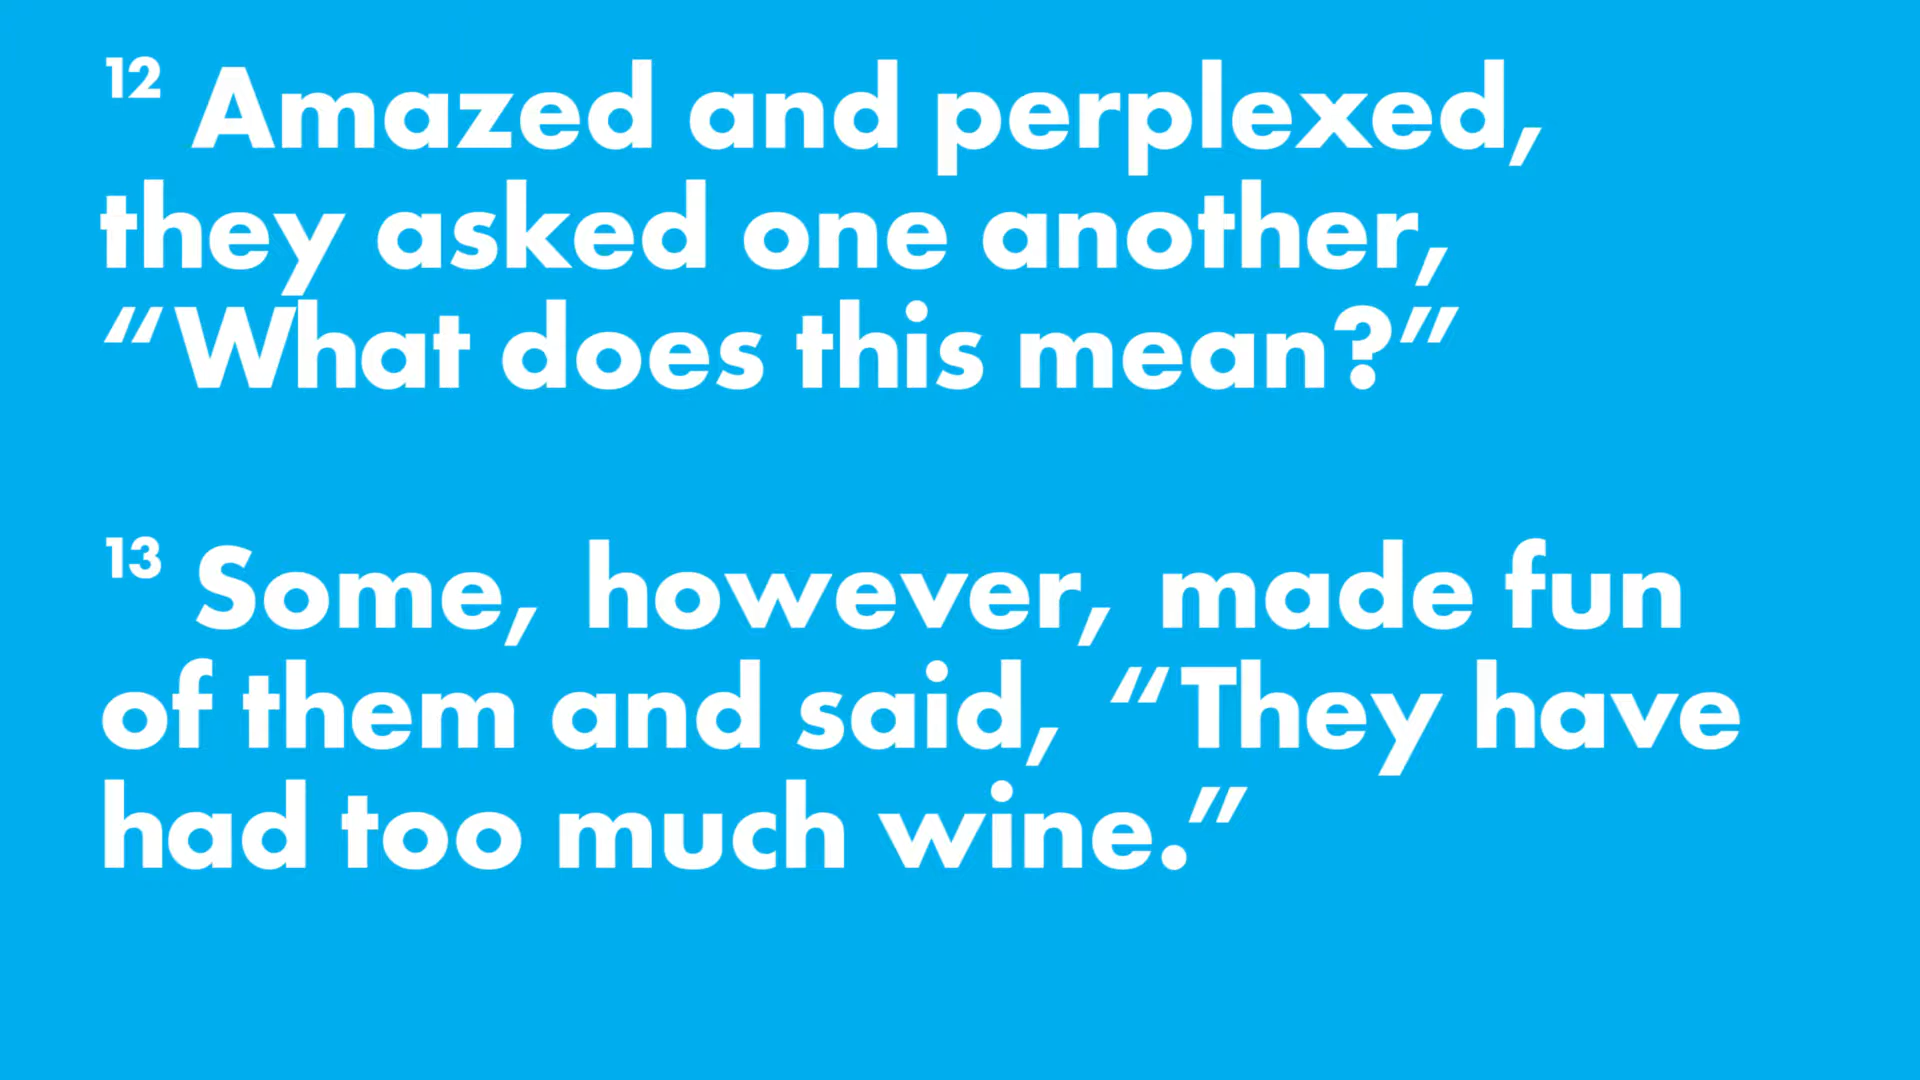 12 Amazed and perplexed,
they asked one another,
“What does this mean?”
13 Some, however, made fun
of them and said, “They have
had too much wine.”